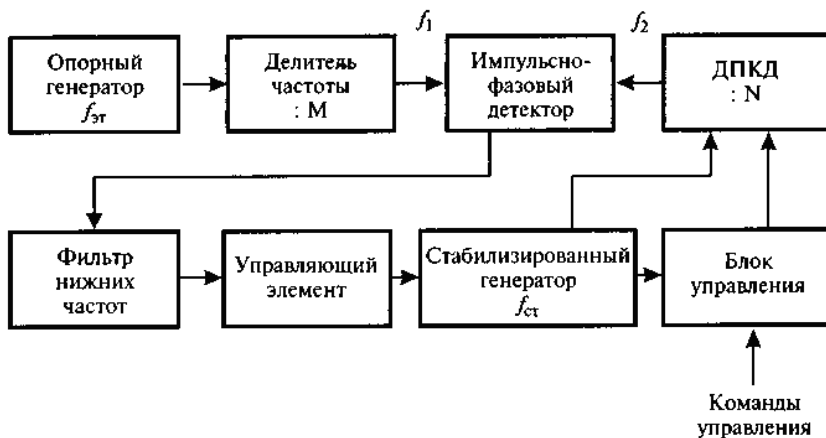 f₁
f₂
Опорный
генератор
fэт
Делитель
частоты
: М
Импульсно-
фазовый
детектор
ДПКД
: N
Фильтр
нижних
частот
Управляющий
элемент
Стабилизированный
генератор
fст
Блок
управления
Команды
управления